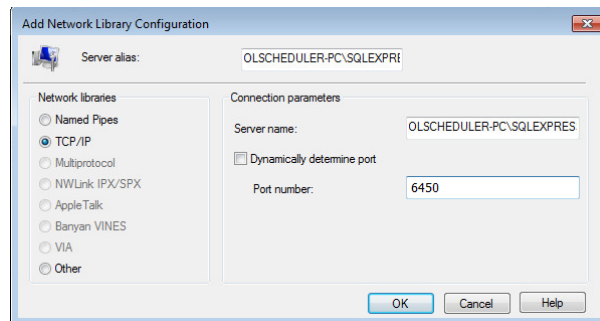 Add Network Library Configuration
Server alias: OLSCHEDULER-PC\SQLEXPRE
Network libraries
Named Pipes
TCP/IP
Multiprotocol
NWLink IPX/SPX
AppleTalk
Banyan VINES
VIA
Other
Connection parameters
Server name: OLSCHEDULER-PC\SQLEXPRES
Dynamically determine port
Port number: 6450
OK Cancel Help